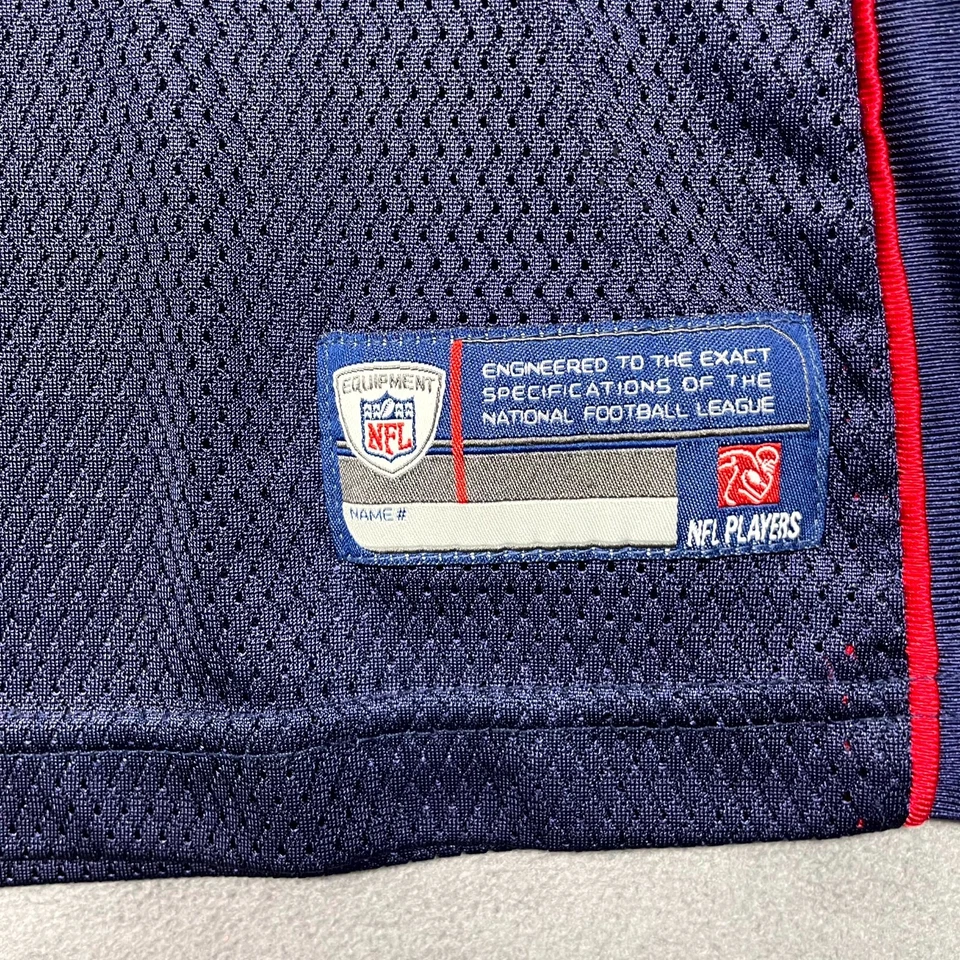 EQUIPMENT
NFL
ENGINEERED TO THE EXACT
SPECIFICATIONS OF THE
NATIONAL FOOTBALL LEAGUE
NAME #
NFL PLAYERS